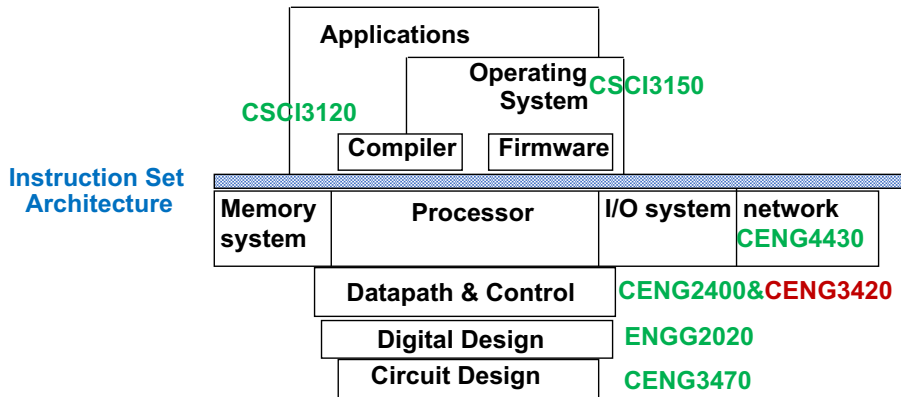 Applications
Operating
System
CSCI3150
CSCI3120
Compiler
Firmware
Instruction Set
Architecture
Memory
system
Processor
I/O system
network
CENG4430
Datapath & Control
CENG2400&CENG3420
Digital Design
ENGG2020
Circuit Design
CENG3470